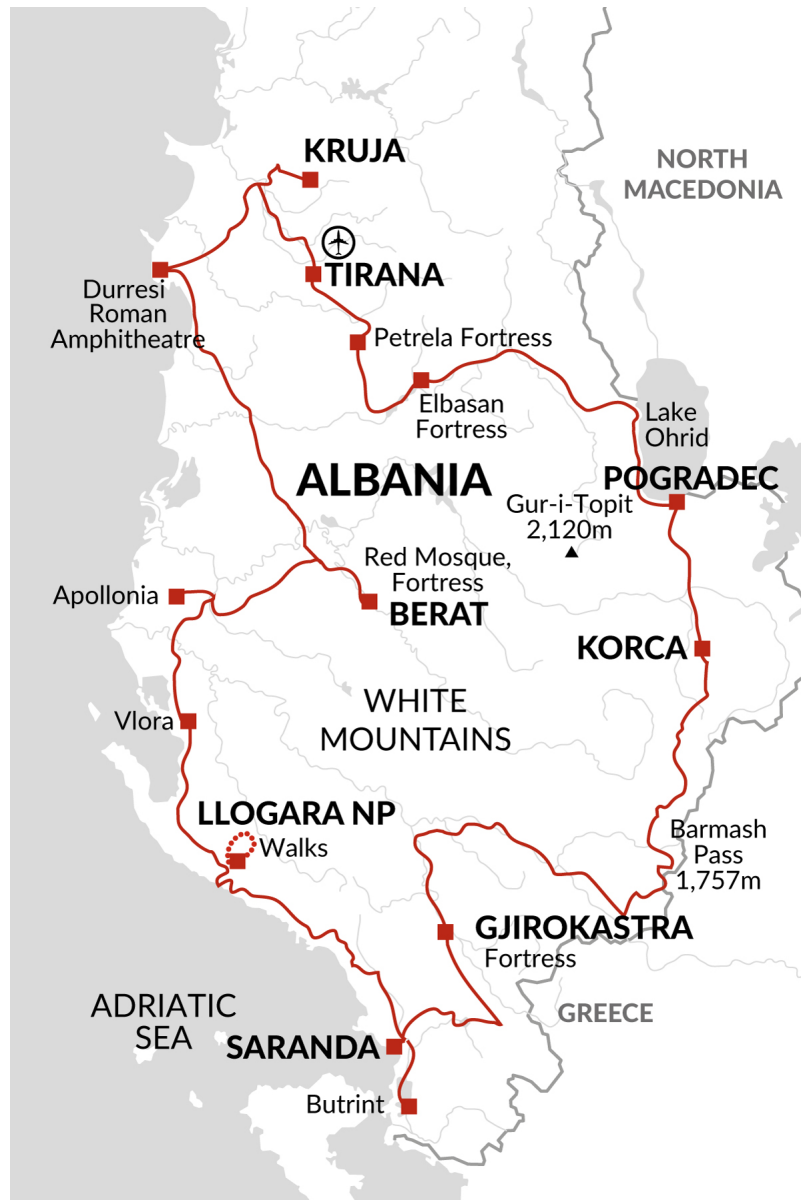 KRUJA
NORTH
MACEDONIA
TIRANA
Durresi
Roman
Amphitheatre
Petrela Fortress
Elbasan
Fortress
Lake
Ohrid
ALBANIA
POGRADEC
Gur-i-Topit
2,120m
Red Mosque,
Fortress
BERAT
Apollonia
KORCA
WHITE
MOUNTAINS
Vlora
LLOGARA NP
Walks
Barmash
Pass
1,757m
GJIROKASTRA
Fortress
ADRIATIC
SEA
GREECE
SARANDA
Butrint